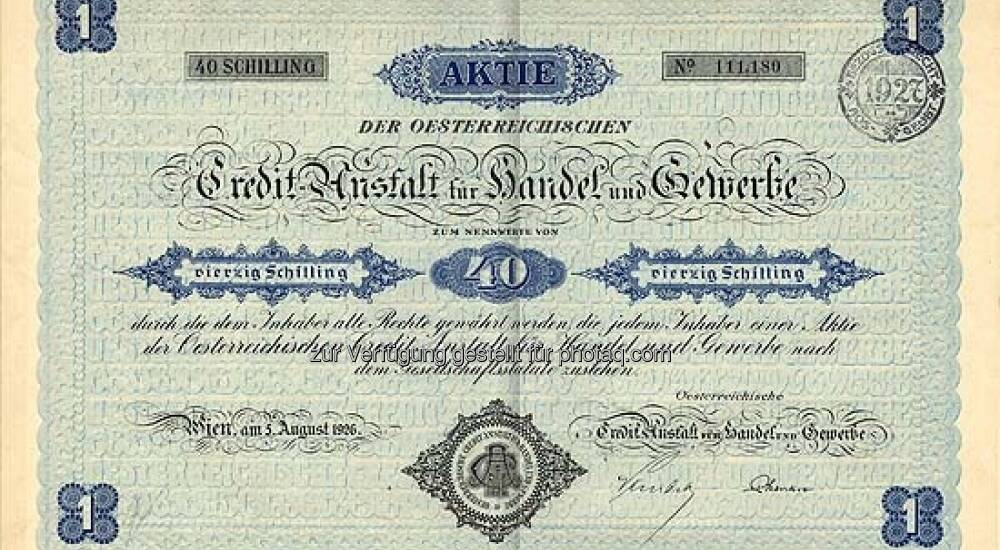 1 1
40 SCHILLING AKTIE Nº 111,180
1927
DER OESTERREICHISCHEN
Credit-Anstalt für Handel und Gewerbe
ZUM NENNWERTE VON
vierzig Schilling 40 vierzig Schilling
durch die dem Inhaber alle Rechte gewährt werden, die jedem Inhaber einer Aktie
der Oesterreichischen Credit-Anstalt für Handel und Gewerbe nach
zur Verfügung gestellt für photaq.com
dem Gesellschaftsstatute zustehen.
Oesterreichische
Wien, am 5. August 1926. Credit-Anstalt für Handel und Gewerbe
1 1